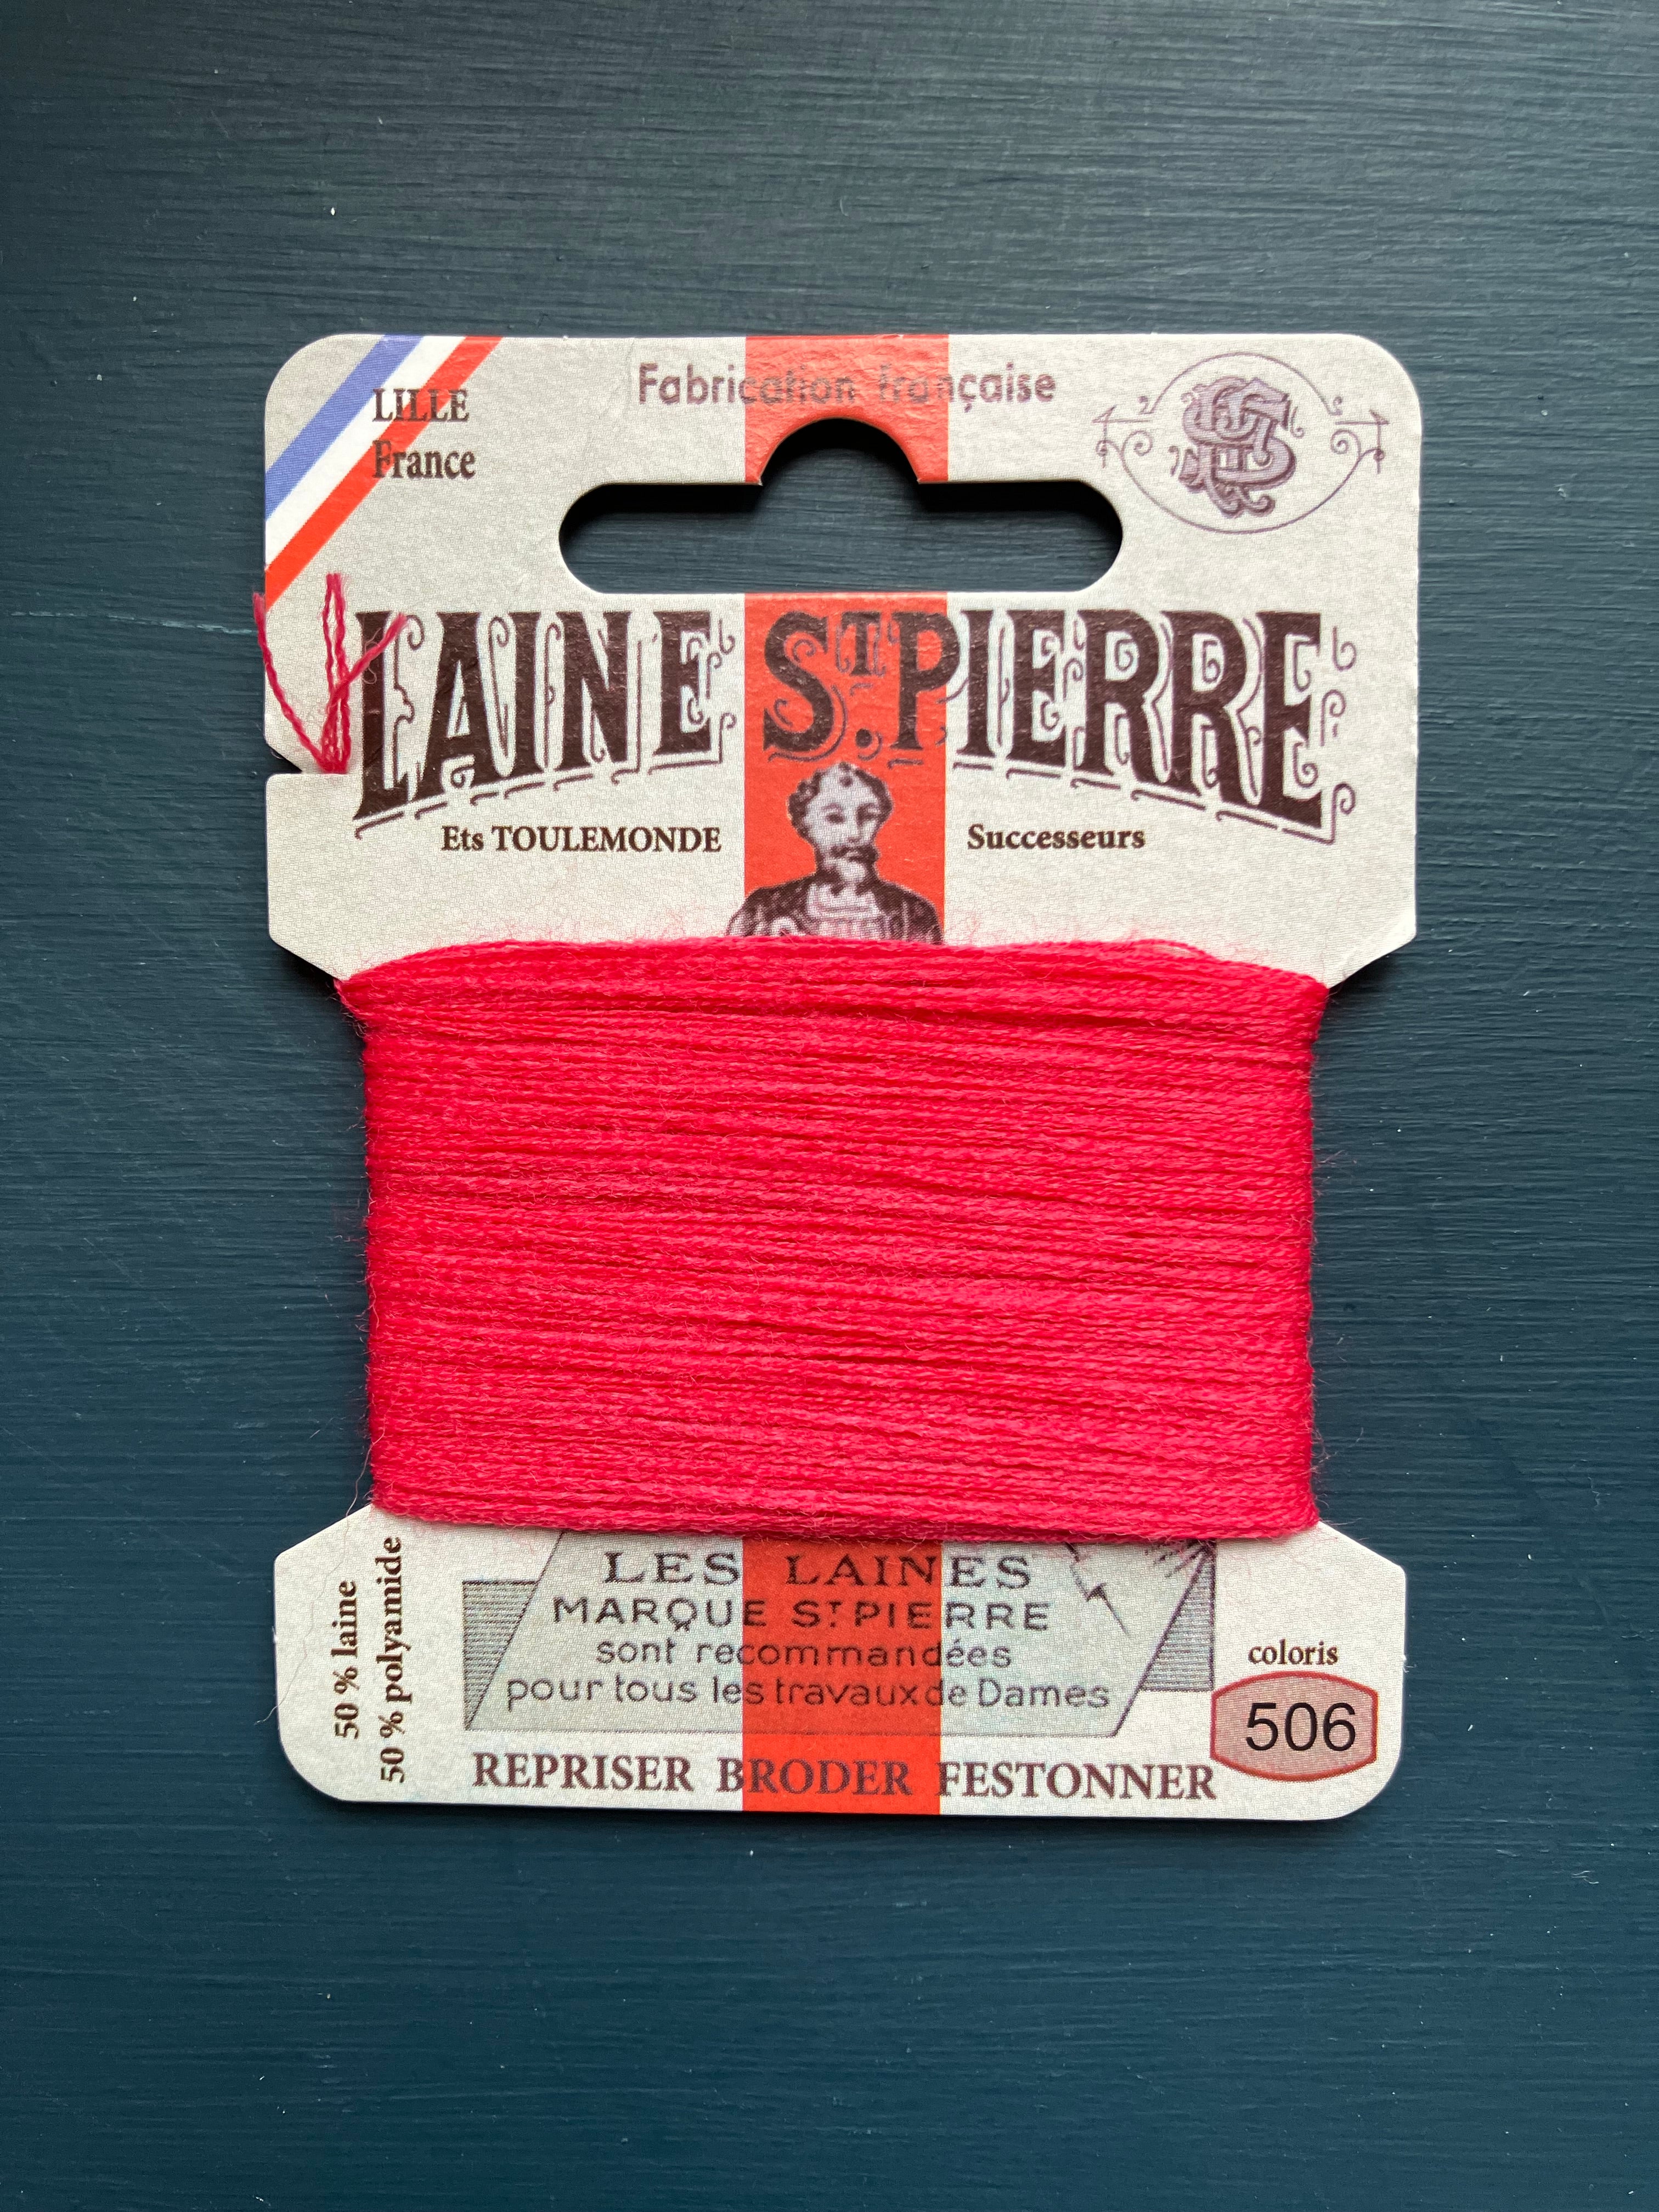 Fabrication française
LILLE
France
LAINE ST. PIERRE
Ets TOULEMONDE Successeurs
50 % laine
50 % polyamide
LES LAINES
MARQUE ST PIERRE
sont recommandées
pour tous les travaux de Dames
coloris
506
REPRISER BRODER FESTONNER